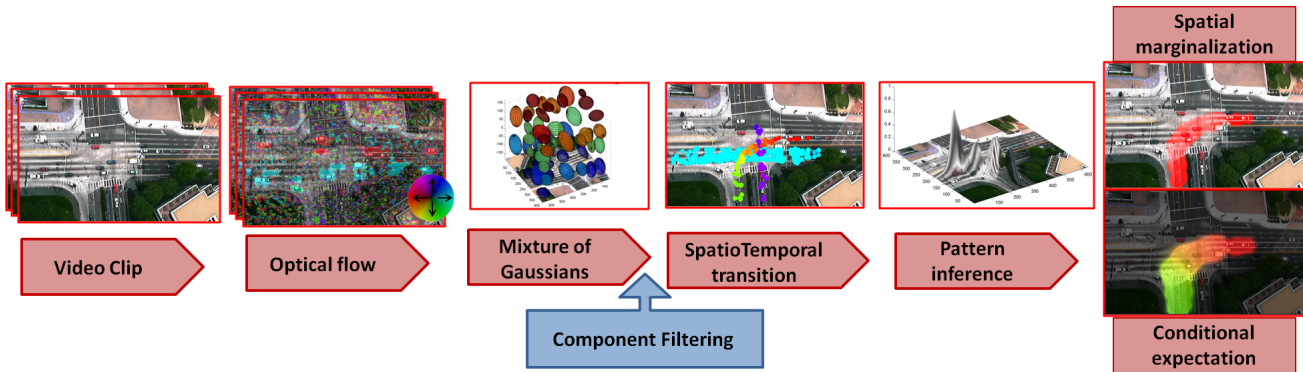 Spatial
marginalization
Video Clip
Optical flow
Mixture of
Gaussians
SpatioTemporal
transition
Pattern
inference
Component Filtering
Conditional
expectation